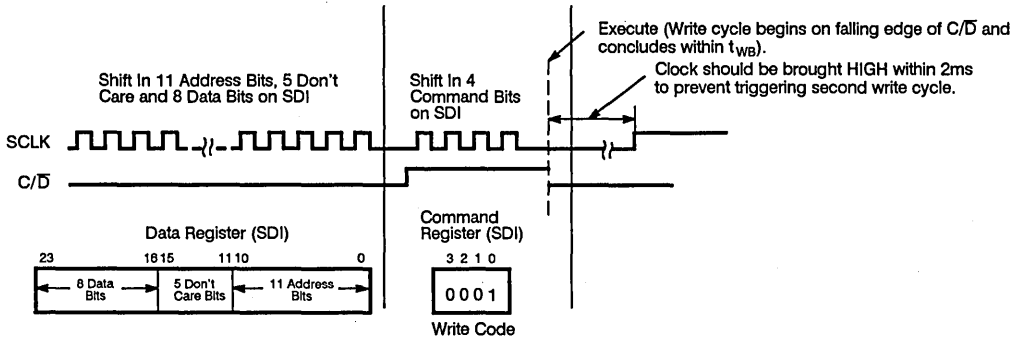 Execute (Write cycle begins on falling edge of C/D̅ and
concludes within tWB).
Clock should be brought HIGH within 2ms
to prevent triggering second write cycle.
Shift In 11 Address Bits, 5 Don't
Care and 8 Data Bits on SDI
Shift In 4
Command Bits
on SDI
SCLK
C/D̅
Data Register (SDI)
23 16 15 11 10 0
8 Data
Bits
5 Don't
Care Bits
11 Address
Bits
Command
Register (SDI)
3 2 1 0
0 0 0 1
Write Code